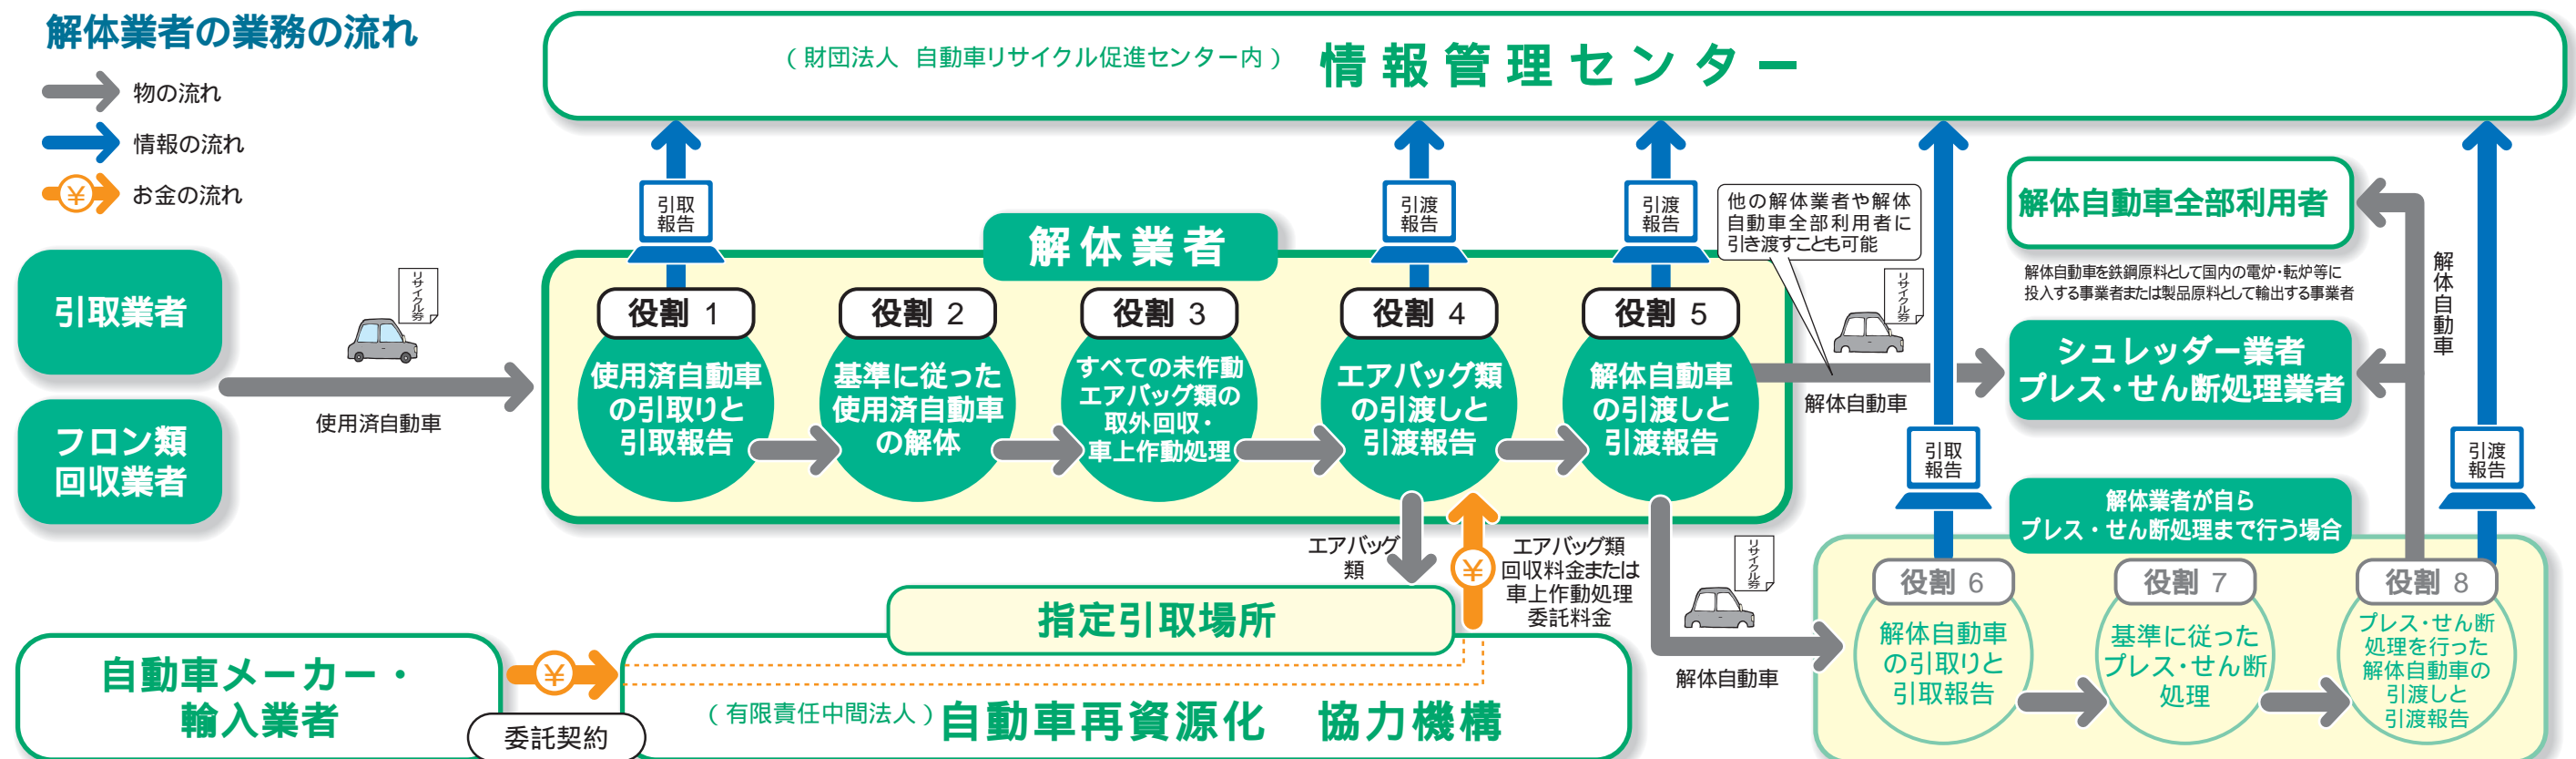 解体業者の業務の流れ
物の流れ
情報の流れ
¥
お金の流れ
(財団法人 自動車リサイクル促進センター内) 情報管理センター
引取
報告
引渡
報告
引渡
報告
他の解体業者や解体
自動車全部利用者に
引き渡すことも可能
解体自動車全部利用者
解体自動車を鉄鋼原料として国内の電炉・転炉等に
投入する事業者または製品原料として輸出する事業者
解体自動車
引取業者
フロン類
回収業者
リサイクル券
使用済自動車
解体業者
役割 1
使用済自動車
の引取りと
引取報告
役割 2
基準に従った
使用済自動車
の解体
役割 3
すべての未作動
エアバッグ類の
取外回収・
車上作動処理
役割 4
エアバッグ類
の引渡しと
引渡報告
役割 5
解体自動車
の引渡しと
引渡報告
リサイクル券
解体自動車
シュレッダー業者
プレス・せん断処理業者
引取
報告
引渡
報告
解体業者が自ら
プレス・せん断処理まで行う場合
エアバッグ
類
¥
エアバッグ類
回収料金または
車上作動処理
委託料金
リサイクル券
解体自動車
役割 6
解体自動車
の引取りと
引取報告
役割 7
基準に従った
プレス・せん断
処理
役割 8
プレス・せん断
処理を行った
解体自動車の
引渡しと
引渡報告
指定引取場所
自動車メーカー・
輸入業者
¥
委託契約
(有限責任中間法人)自動車再資源化 協力機構